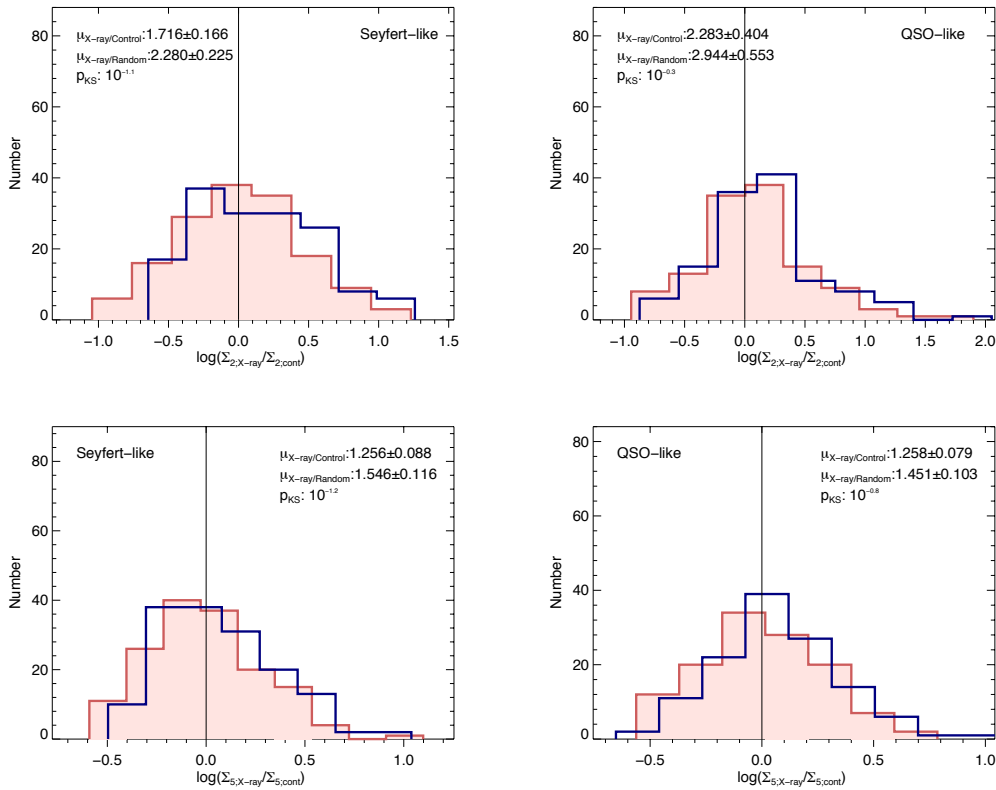 μX-ray/Control:1.716±0.166
μX-ray/Random:2.280±0.225
pKS: 10^−1.1
Seyfert−like
80
60
40
20
0
Number
−1.0 −0.5 0.0 0.5 1.0 1.5
log(Σ2;X−ray/Σ2;cont)
μX-ray/Control:2.283±0.404
μX-ray/Random:2.944±0.553
pKS: 10^−0.3
QSO−like
80
60
40
20
0
Number
−1.0 −0.5 0.0 0.5 1.0 1.5 2.0
log(Σ2;X−ray/Σ2;cont)
Seyfert−like
μX-ray/Control:1.256±0.088
μX-ray/Random:1.546±0.116
pKS: 10^−1.2
80
60
40
20
0
Number
−0.5 0.0 0.5 1.0
log(Σ5;X−ray/Σ5;cont)
QSO−like
μX-ray/Control:1.258±0.079
μX-ray/Random:1.451±0.103
pKS: 10^−0.8
80
60
40
20
0
Number
−0.5 0.0 0.5 1.0
log(Σ5;X−ray/Σ5;cont)